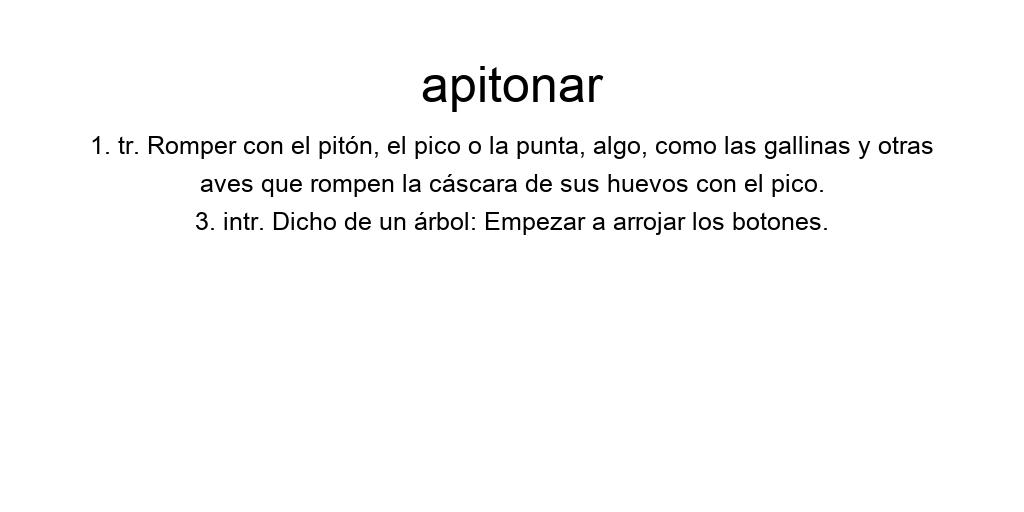 apitonar
1. tr. Romper con el pitón, el pico o la punta, algo, como las gallinas y otras
aves que rompen la cáscara de sus huevos con el pico.
3. intr. Dicho de un árbol: Empezar a arrojar los botones.